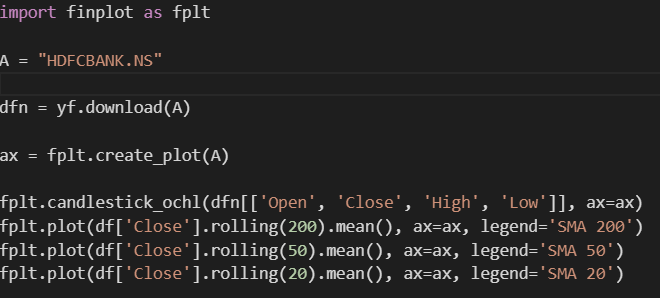 import finplot as fplt
A = "HDFCBANK.NS"
dfn = yf.download(A)
ax = fplt.create_plot(A)
fplt.candlestick_ochl(dfn[['Open', 'Close', 'High', 'Low']], ax=ax)
fplt.plot(df['Close'].rolling(200).mean(), ax=ax, legend='SMA 200')
fplt.plot(df['Close'].rolling(50).mean(), ax=ax, legend='SMA 50')
fplt.plot(df['Close'].rolling(20).mean(), ax=ax, legend='SMA 20')